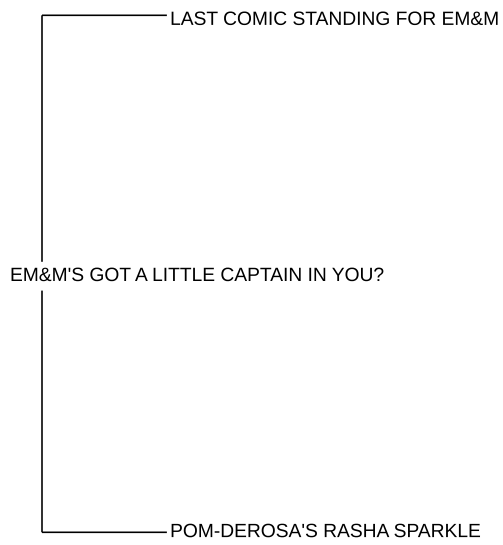 LAST COMIC STANDING FOR EM&M
EM&M'S GOT A LITTLE CAPTAIN IN YOU?
POM-DEROSA'S RASHA SPARKLE